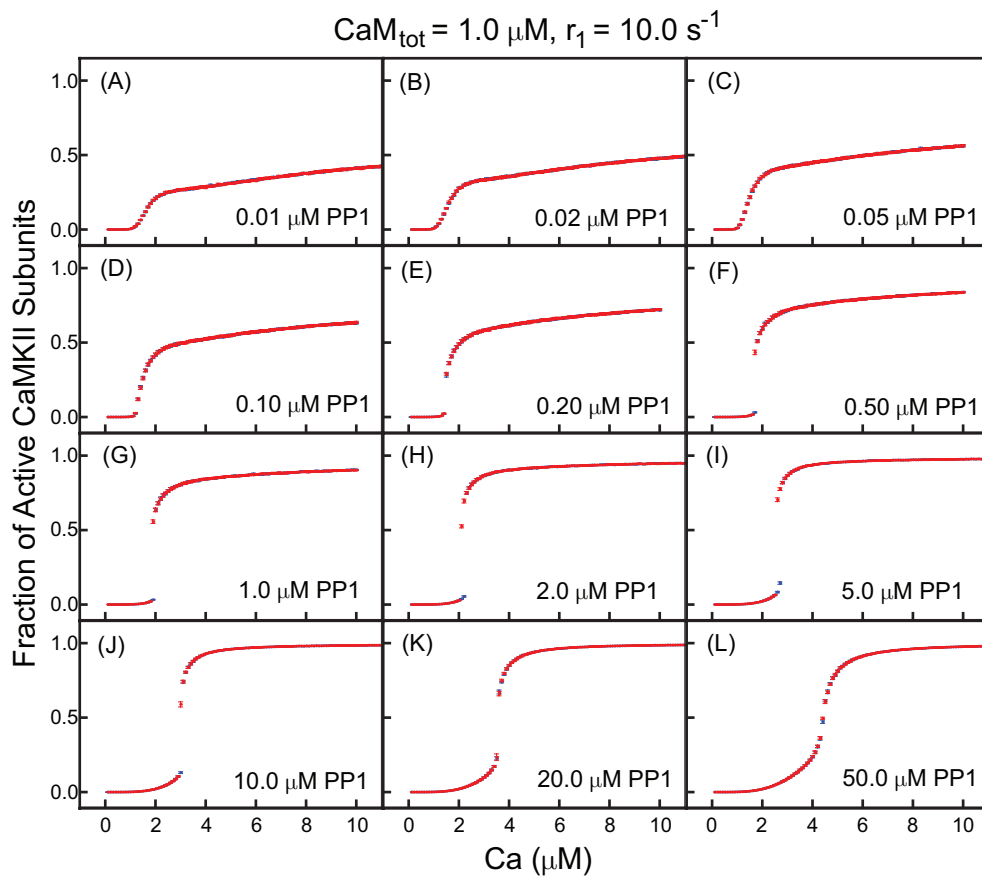 CaMtot = 1.0 μM, r1 = 10.0 s-1
Fraction of Active CaMKII Subunits
1.0
0.5
0.0
(A)
0.01 μM PP1
(B)
0.02 μM PP1
(C)
0.05 μM PP1
1.0
0.5
0.0
(D)
0.10 μM PP1
(E)
0.20 μM PP1
(F)
0.50 μM PP1
1.0
0.5
0.0
(G)
1.0 μM PP1
(H)
2.0 μM PP1
(I)
5.0 μM PP1
1.0
0.5
0.0
(J)
10.0 μM PP1
(K)
20.0 μM PP1
(L)
50.0 μM PP1
0 2 4 6 8 10
0 2 4 6 8 10
0 2 4 6 8 10
Ca (μM)